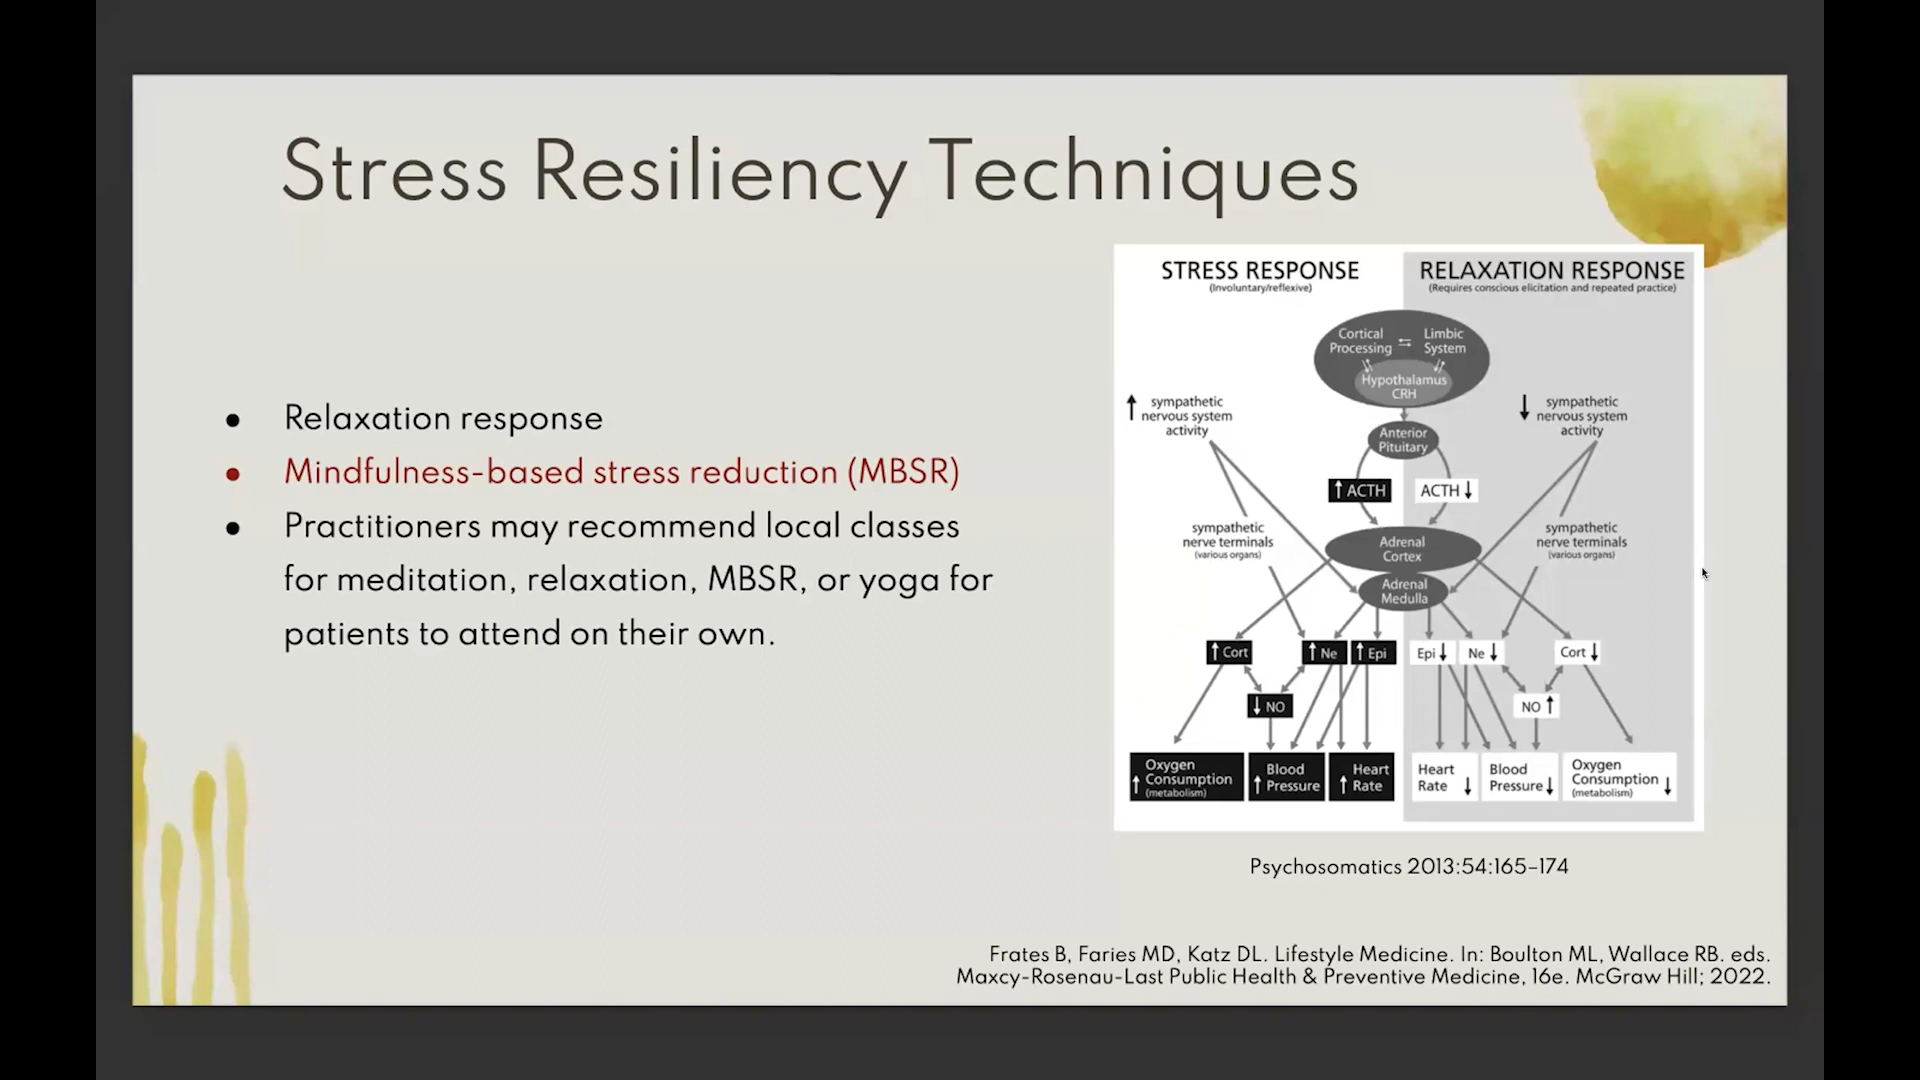 Stress Resiliency Techniques
• Relaxation response
• Mindfulness-based stress reduction (MBSR)
• Practitioners may recommend local classes
for meditation, relaxation, MBSR, or yoga for
patients to attend on their own.
STRESS RESPONSE
(Involuntary/reflexive)
RELAXATION RESPONSE
(Requires conscious elicitation and repeated practice)
Cortical
Processing
Limbic
System
Hypothalamus
CRH
↑ sympathetic
nervous system
activity
↓ sympathetic
nervous system
activity
Anterior
Pituitary
↑ ACTH
ACTH ↓
sympathetic
nerve terminals
(various organs)
Adrenal
Cortex
sympathetic
nerve terminals
(various organs)
Adrenal
Medulla
↑ Cort
↑ Ne
↑ Epi
Epi ↓
Ne ↓
Cort ↓
↓ NO
NO ↑
↑ Oxygen
Consumption
(metabolism)
↑ Blood
Pressure
↑ Heart
Rate
Heart
Rate ↓
Blood
Pressure ↓
Oxygen
Consumption ↓
(metabolism)
Psychosomatics 2013:54:165–174
Frates B, Faries MD, Katz DL. Lifestyle Medicine. In: Boulton ML, Wallace RB. eds.
Maxcy-Rosenau-Last Public Health & Preventive Medicine, 16e. McGraw Hill; 2022.